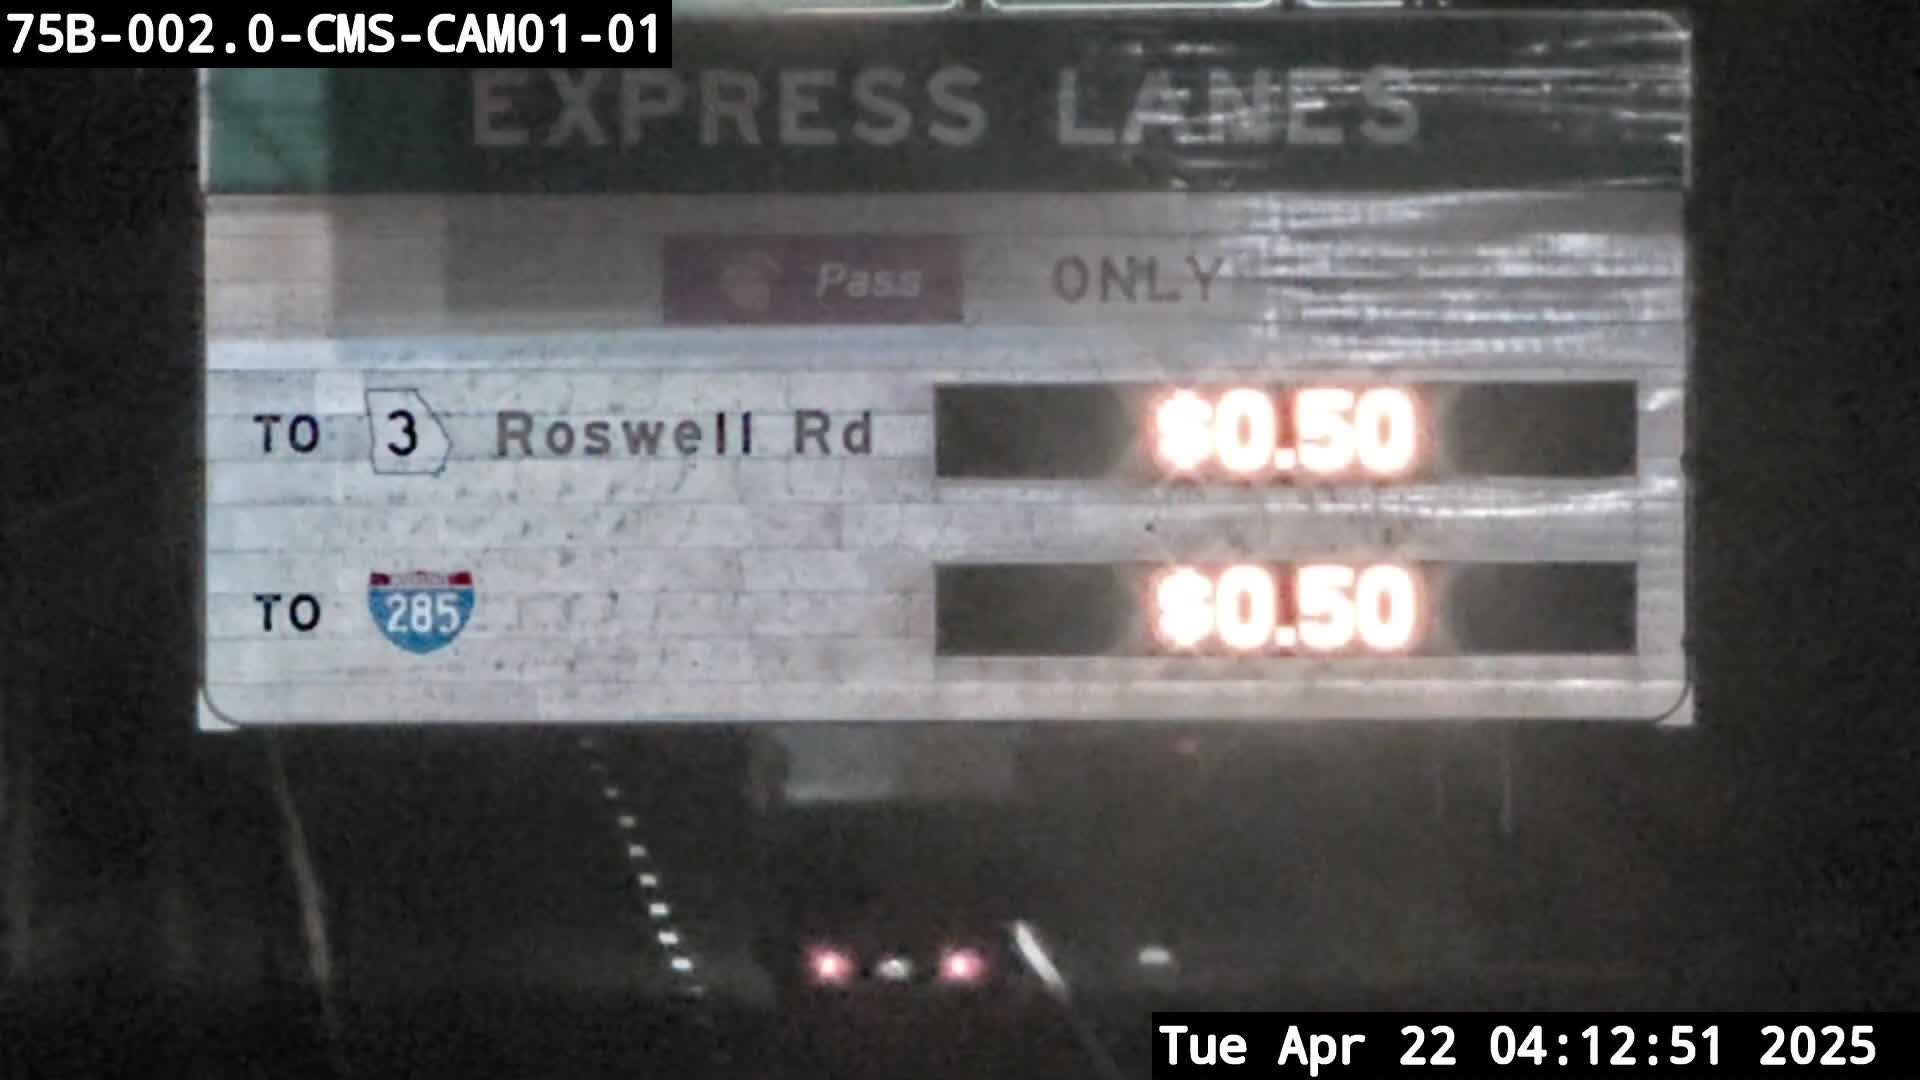 75B-002.0-CMS-CAM01-01
EXPRESS LANES
Pass ONLY
TO 3 Roswell Rd $0.50
TO 285 $0.50
Tue Apr 22 04:12:51 2025